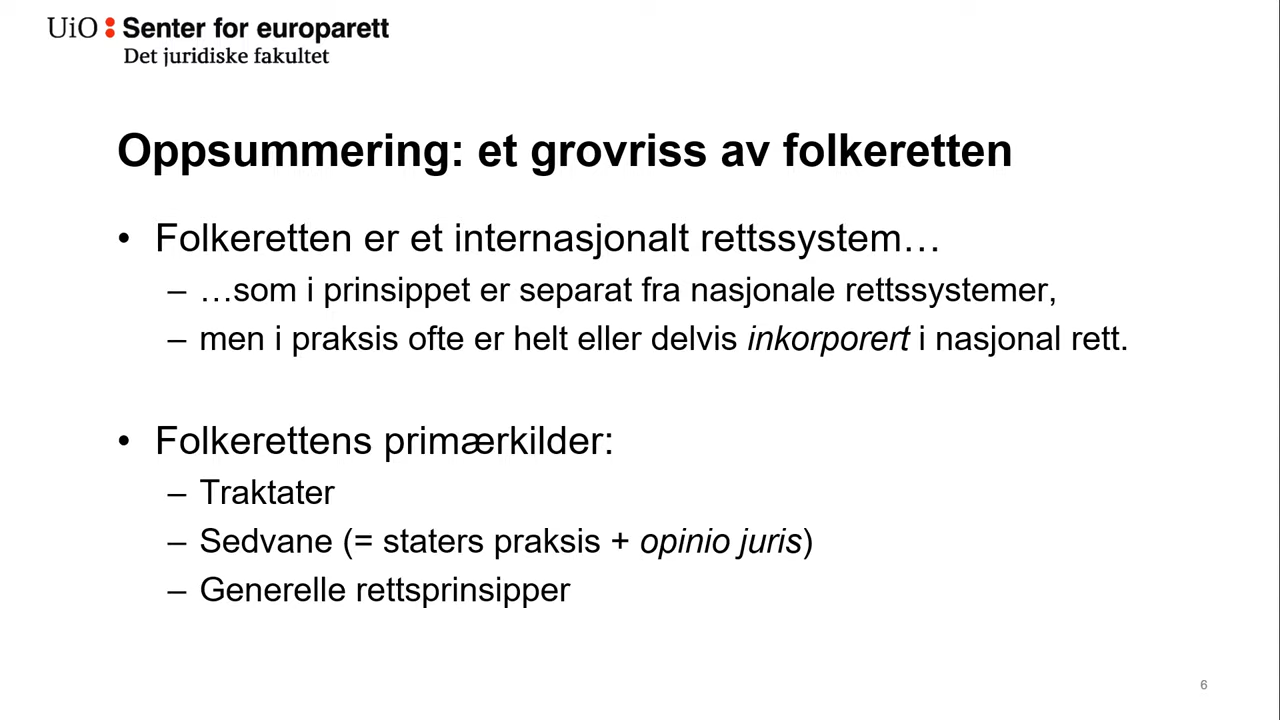 UiO : Senter for europarett
Det juridiske fakultet
Oppsummering: et grovriss av folkeretten
• Folkeretten er et internasjonalt rettssystem…
– …som i prinsippet er separat fra nasjonale rettssystemer,
– men i praksis ofte er helt eller delvis inkorporert i nasjonal rett.
• Folkerettens primærkilder:
– Traktater
– Sedvane (= staters praksis + opinio juris)
– Generelle rettsprinsipper
6